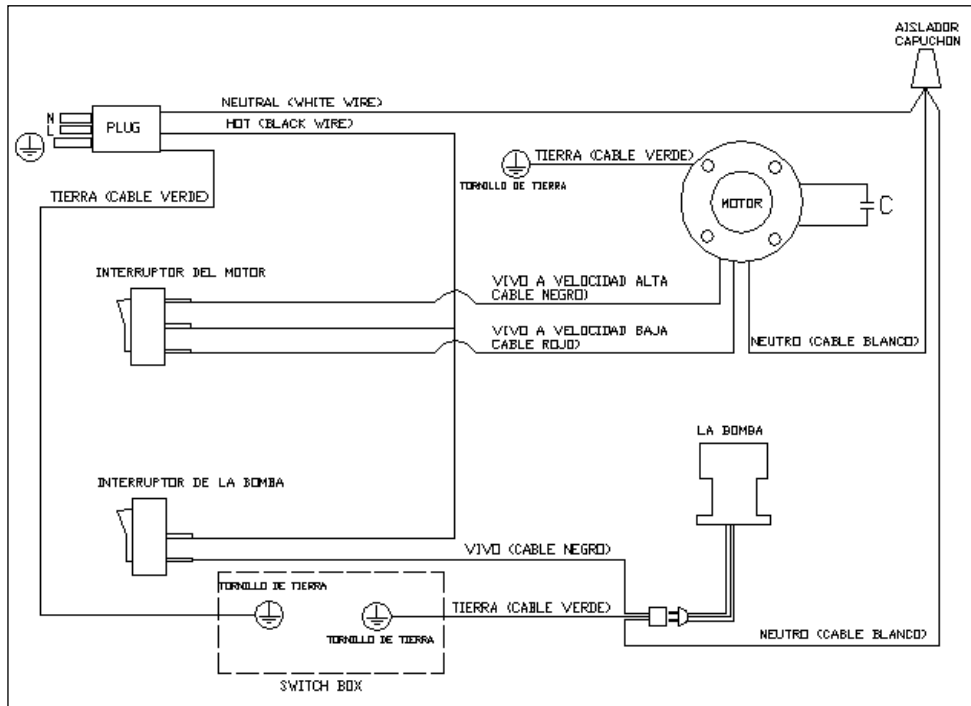 AISLADOR
CAPUCHON
NEUTRAL (WHITE WIRE)
N
L
PLUG
HOT (BLACK WIRE)
TIERRA (CABLE VERDE)
TORNILLO DE TIERRA
MOTOR
C
TIERRA (CABLE VERDE)
INTERRUPTOR DEL MOTOR
VIVO A VELOCIDAD ALTA
CABLE NEGRO)
VIVO A VELOCIDAD BAJA
CABLE ROJO)
NEUTRO (CABLE BLANCO)
LA BOMBA
INTERRUPTOR DE LA BOMBA
VIVO (CABLE NEGRO)
TORNILLO DE TIERRA
TIERRA (CABLE VERDE)
TORNILLO DE TIERRA
NEUTRO (CABLE BLANCO)
SWITCH BOX